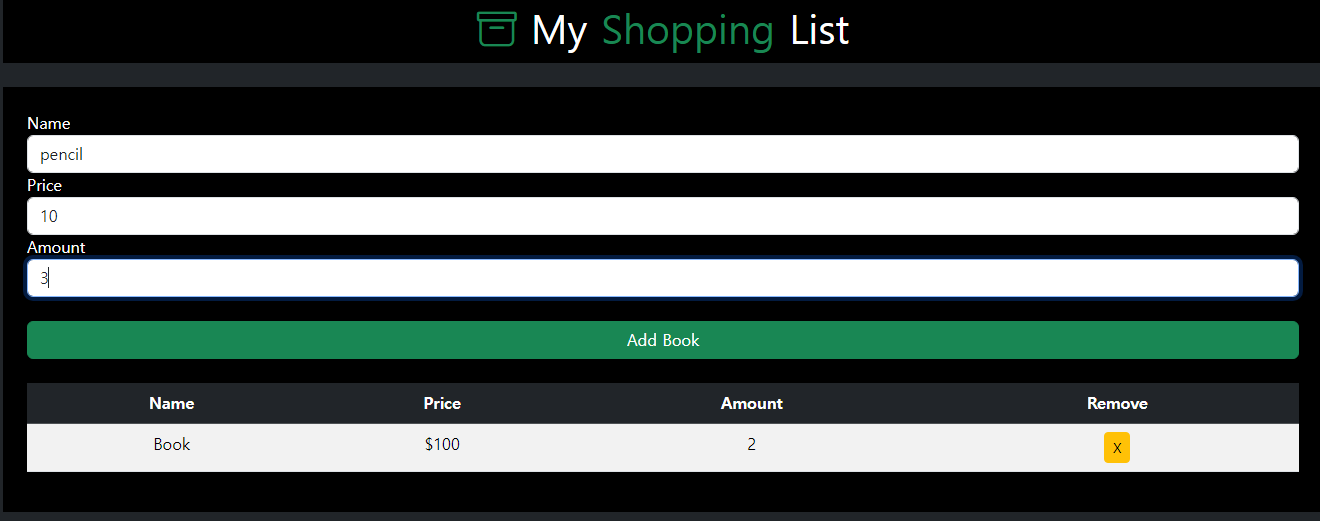 My Shopping List
Name
pencil
Price
10
Amount
3
Add Book
Name Price Amount Remove
Book $100 2 X